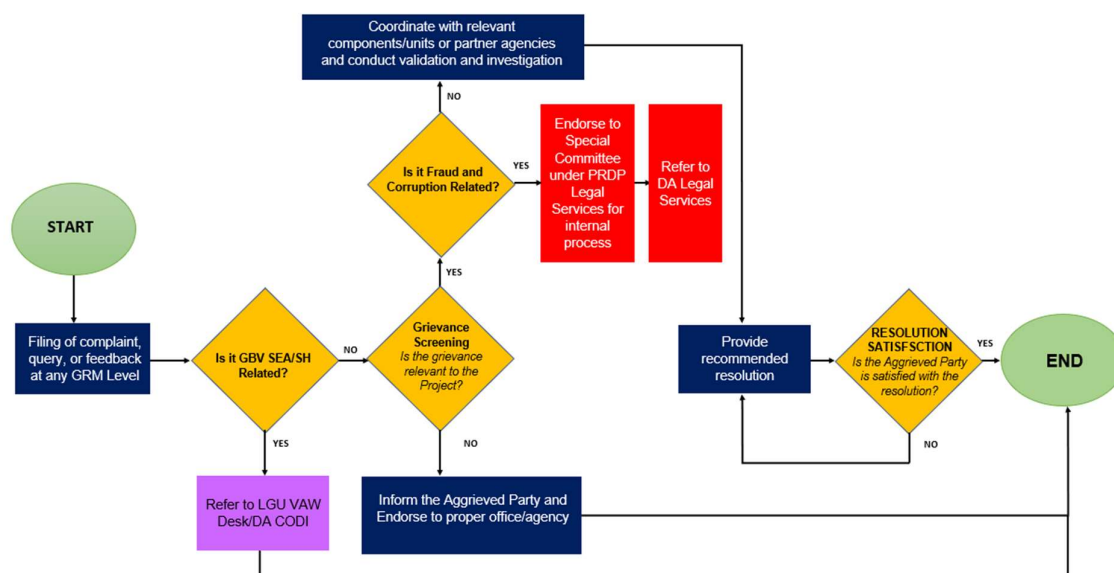 Coordinate with relevant
components/units or partner agencies
and conduct validation and investigation
NO
Is it Fraud and
Corruption Related?
YES
Endorse to
Special
Committee
under PRDP
Legal
Services for
internal
process
Refer to
DA Legal
Services
START
YES
Filing of complaint,
query, or feedback
at any GRM Level
Is it GBV SEA/SH
Related?
NO
Grievance
Screening
Is the grievance
relevant to the
Project?
Provide
recommended
resolution
RESOLUTION
SATISFSCTION
Is the Aggrieved Party
is satisfied with the
resolution?
YES
END
YES
NO
NO
Refer to LGU VAW
Desk/DA CODI
Inform the Aggrieved Party and
Endorse to proper office/agency